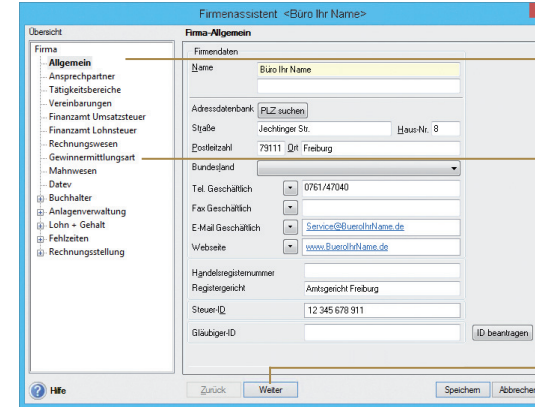 Firmenassistent <Büro Ihr Name>
Übersicht
Firma
Allgemein
Ansprechpartner
Tätigkeitsbereiche
Vereinbarungen
Finanzamt Umsatzsteuer
Finanzamt Lohnsteuer
Rechnungswesen
Gewinnermittlungsart
Mahnwesen
Datev
Buchhalter
Anlagenverwaltung
Lohn + Gehalt
Fehlzeiten
Rechnungsstellung
Firma-Allgemein
Firmendaten
Name Büro Ihr Name
Adressdatenbank PLZ suchen
Straße Jechtinger Str. Haus-Nr. 8
Postleitzahl 79111 Ort Freiburg
Bundesland
Tel. Geschäftlich 0761/47040
Fax Geschäftlich
E-Mail Geschäftlich Service@BueroIhrName.de
Webseite www.BueroIhrName.de
Handelsregisternummer
Registergericht Amtsgericht Freiburg
Steuer-ID 12 345 678 911
Gläubiger-ID ID beantragen
Hilfe Zurück Weiter Speichern Abbrechen